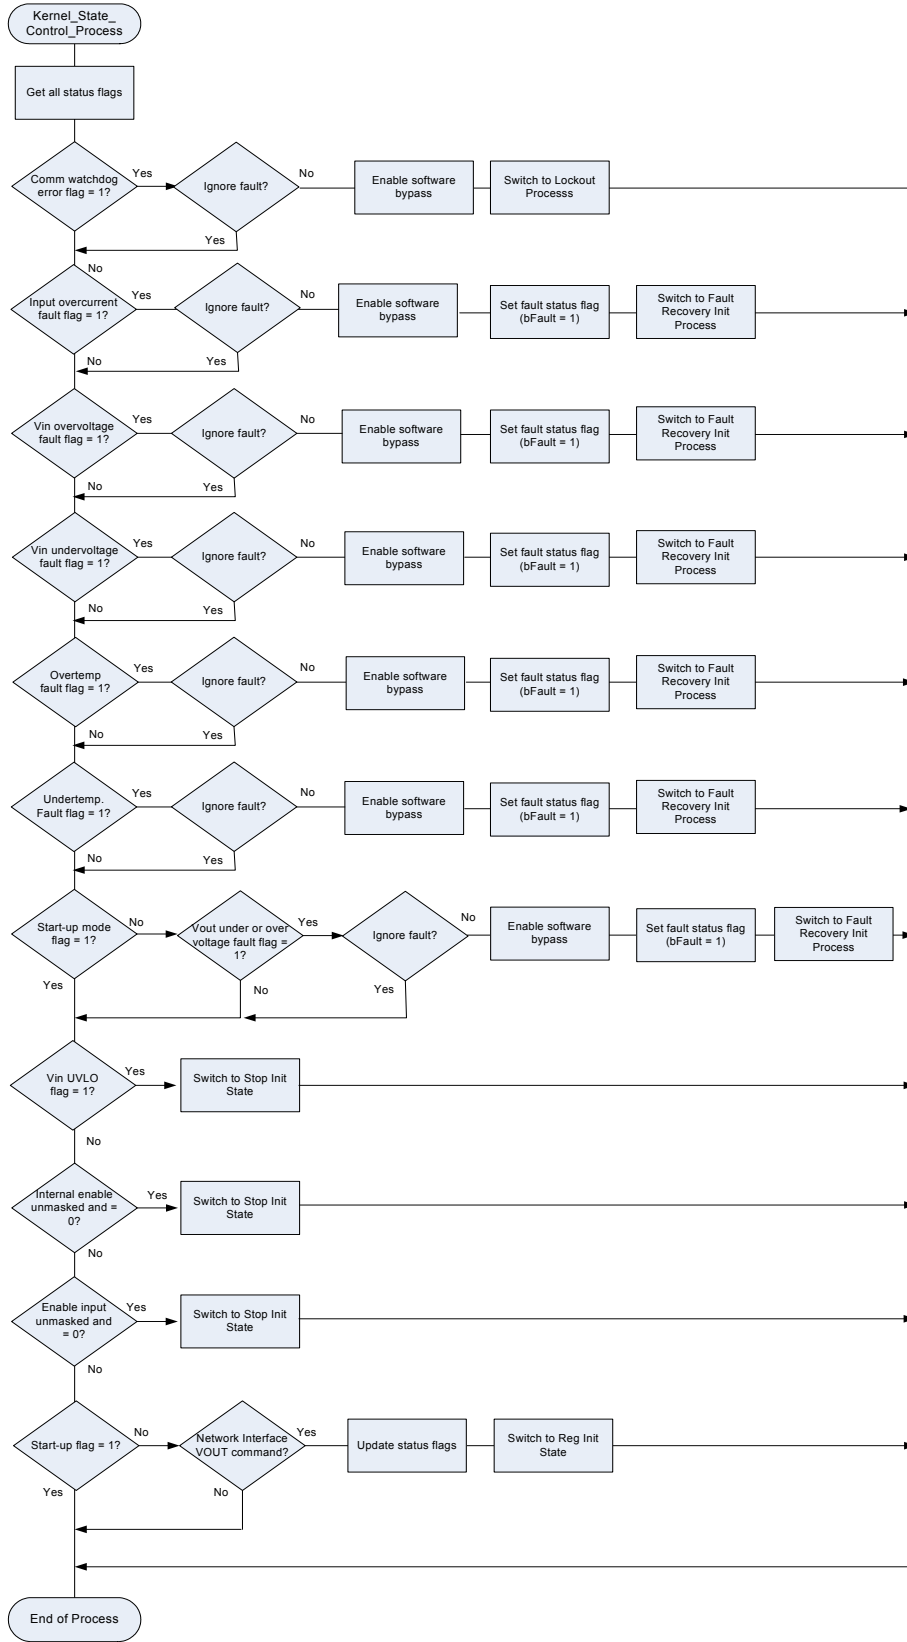 Kernel_State_
Control_Process
Get all status flags
Comm watchdog
error flag = 1?
Yes
Ignore fault?
No
Enable software
bypass
Switch to Lockout
Processs
Yes
No
Input overcurrent
fault flag = 1?
Yes
Ignore fault?
No
Enable software
bypass
Set fault status flag
(bFault = 1)
Switch to Fault
Recovery Init
Process
No
Yes
Vin overvoltage
fault flag = 1?
Yes
Ignore fault?
No
Enable software
bypass
Set fault status flag
(bFault = 1)
Switch to Fault
Recovery Init
Process
No
Yes
Vin undervoltage
fault flag = 1?
Yes
Ignore fault?
No
Enable software
bypass
Set fault status flag
(bFault = 1)
Switch to Fault
Recovery Init
Process
No
Yes
Overtemp
fault flag = 1?
Yes
Ignore fault?
No
Enable software
bypass
Set fault status flag
(bFault = 1)
Switch to Fault
Recovery Init
Process
No
Yes
Undertemp.
Fault flag = 1?
Yes
Ignore fault?
No
Enable software
bypass
Set fault status flag
(bFault = 1)
Switch to Fault
Recovery Init
Process
No
Yes
Start-up mode
flag = 1?
No
Vout under or over
voltage fault flag =
1?
Yes
Ignore fault?
No
Enable software
bypass
Set fault status flag
(bFault = 1)
Switch to Fault
Recovery Init
Process
Yes
No
Yes
Vin UVLO
flag = 1?
Yes
Switch to Stop Init
State
No
Internal enable
unmasked and =
0?
Yes
Switch to Stop Init
State
No
Enable input
unmasked and
= 0?
Yes
Switch to Stop Init
State
No
Start-up flag = 1?
No
Network Interface
VOUT command?
Yes
Update status flags
Switch to Reg Init
State
Yes
No
End of Process